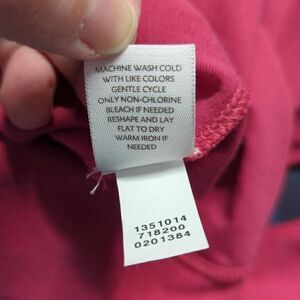 MACHINE WASH COLD
WITH LIKE COLORS
GENTLE CYCLE
ONLY NON-CHLORINE
BLEACH IF NEEDED
RESHAPE AND LAY
FLAT TO DRY
WARM IRON IF
NEEDED
1351014
718200
0201384